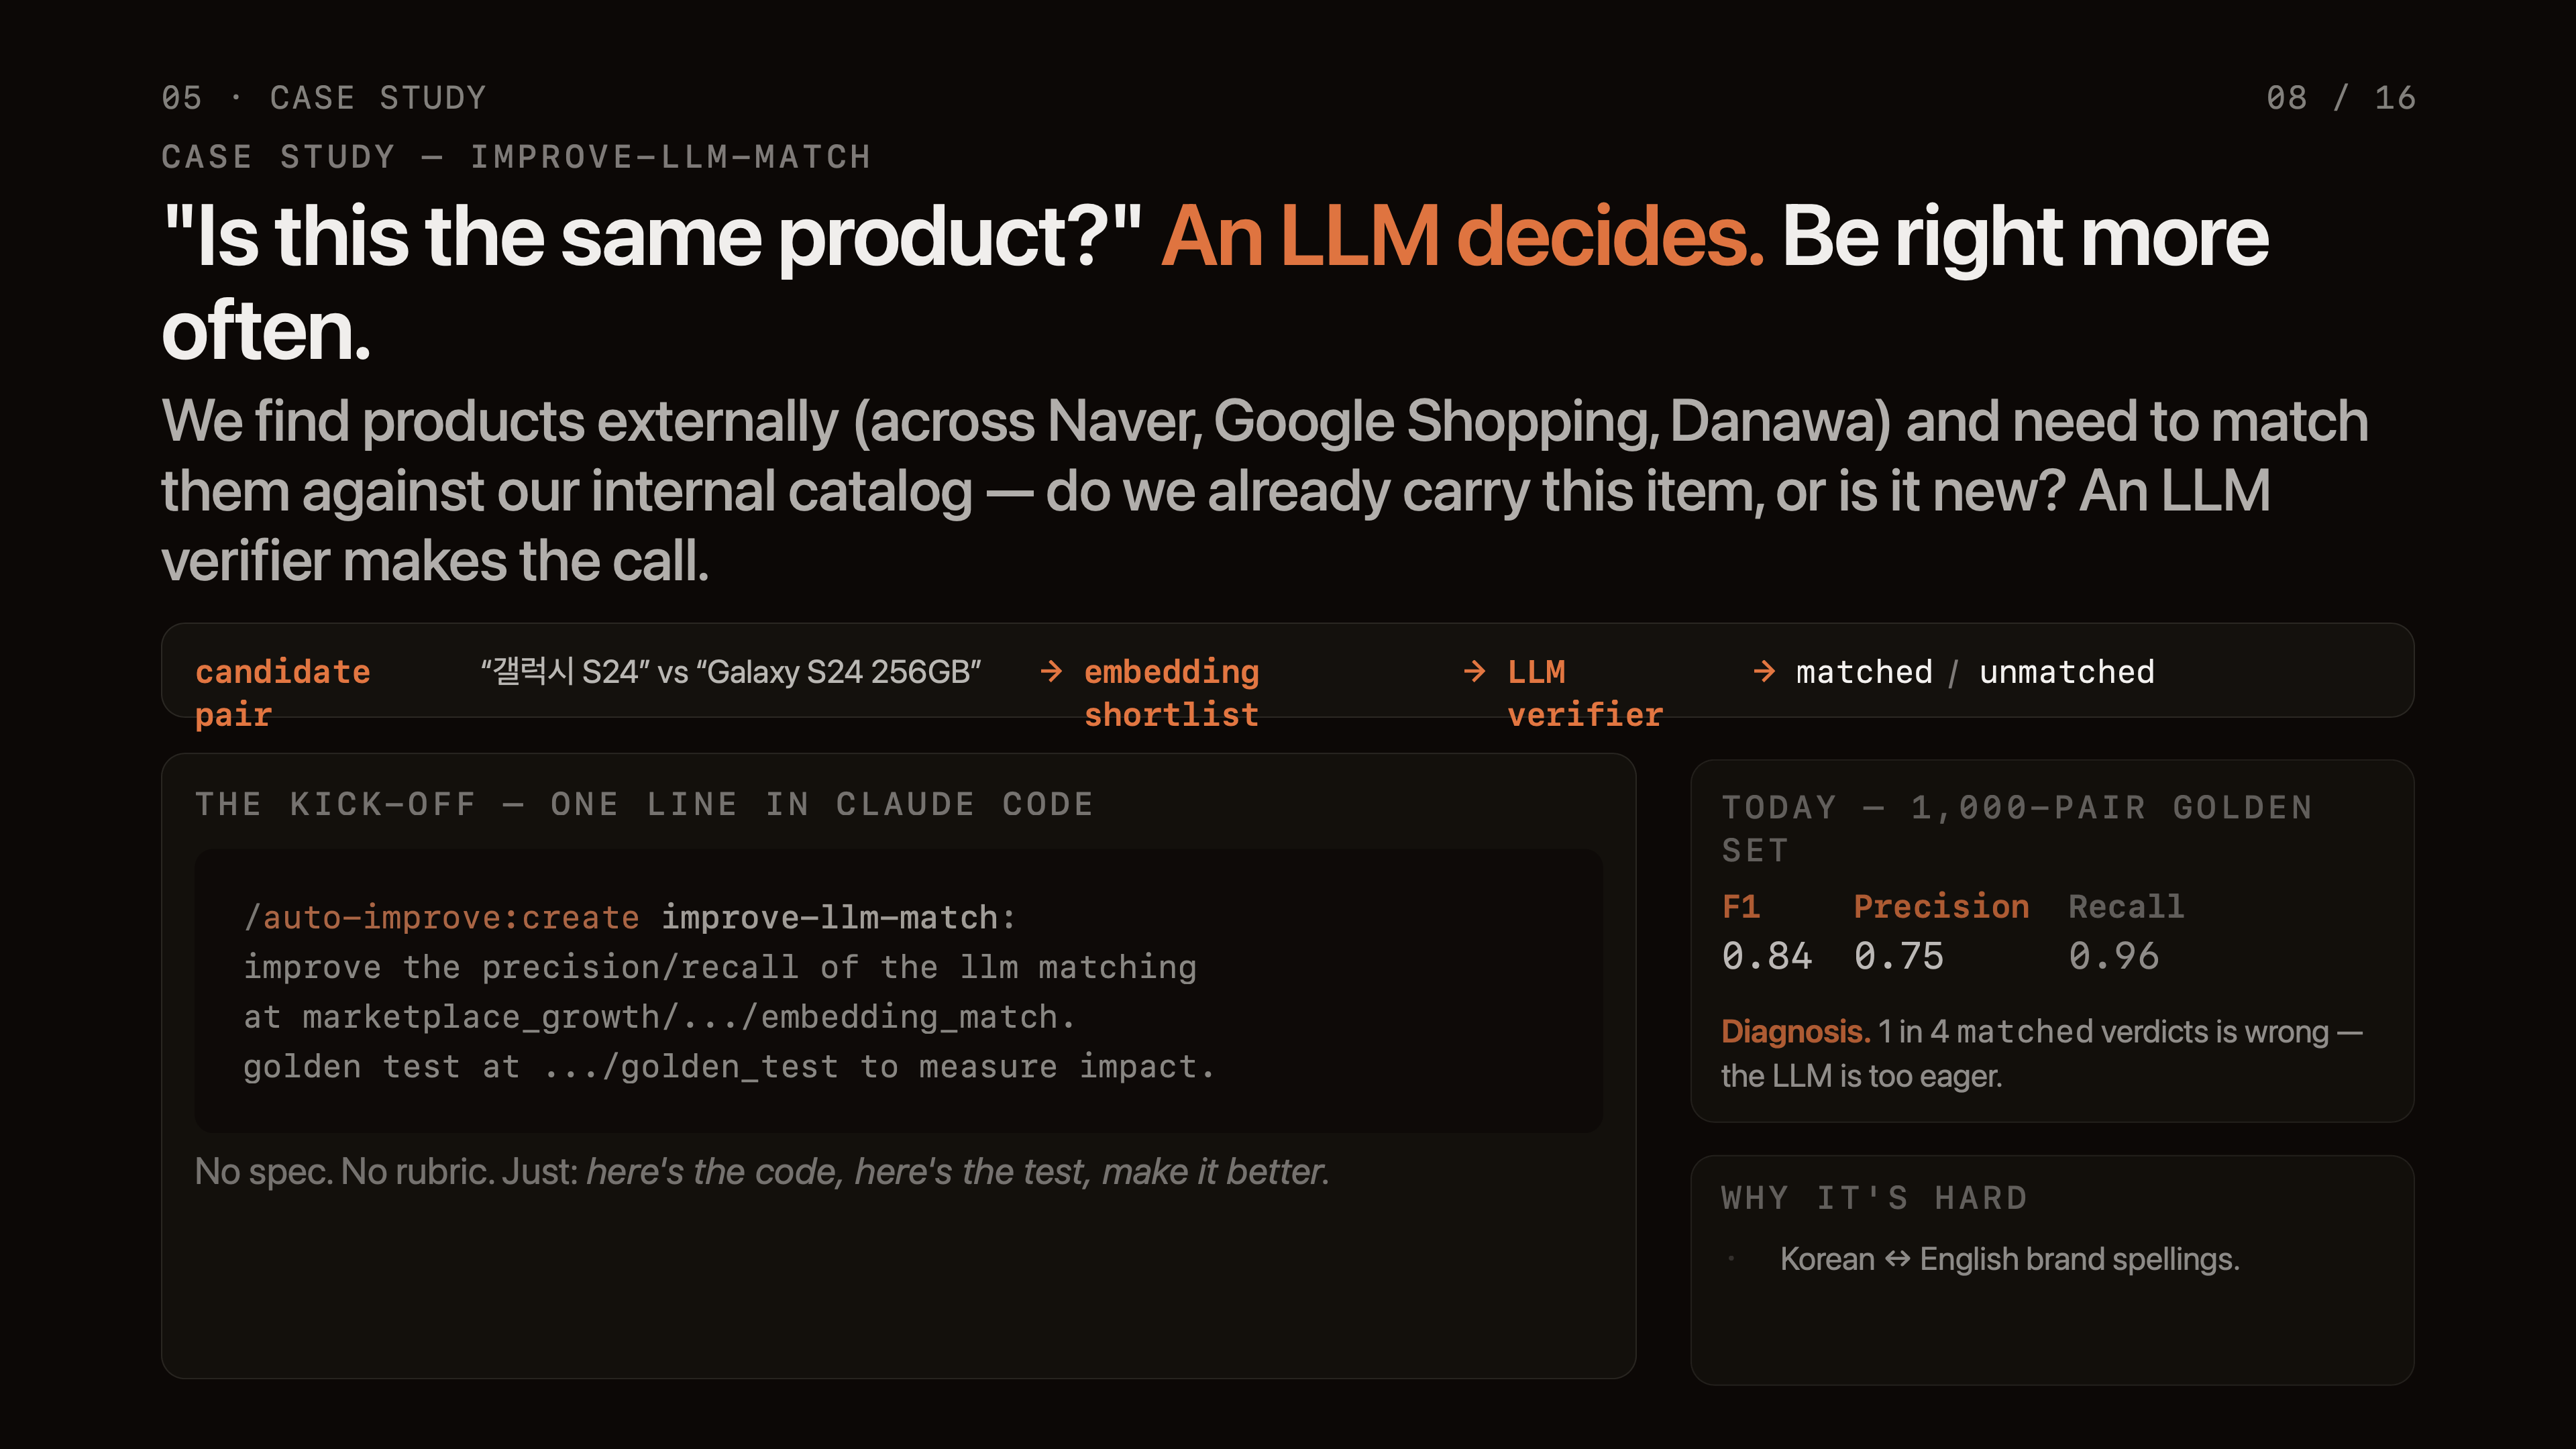 05 · CASE STUDY
08 / 16
CASE STUDY — IMPROVE-LLM-MATCH
"Is this the same product?" An LLM decides. Be right more
often.
We find products externally (across Naver, Google Shopping, Danawa) and need to match
them against our internal catalog — do we already carry this item, or is it new? An LLM
verifier makes the call.
candidate pair
“갤럭시 S24” vs “Galaxy S24 256GB”
→ embedding shortlist
→ LLM verifier
→ matched / unmatched
THE KICK-OFF — ONE LINE IN CLAUDE CODE
/auto-improve:create improve-llm-match:
improve the precision/recall of the llm matching
at marketplace_growth/.../embedding_match.
golden test at .../golden_test to measure impact.
No spec. No rubric. Just: here's the code, here's the test, make it better.
TODAY — 1,000-PAIR GOLDEN
SET
F1 Precision Recall
0.84 0.75 0.96
Diagnosis. 1 in 4 matched verdicts is wrong —
the LLM is too eager.
WHY IT'S HARD
· Korean ↔ English brand spellings.